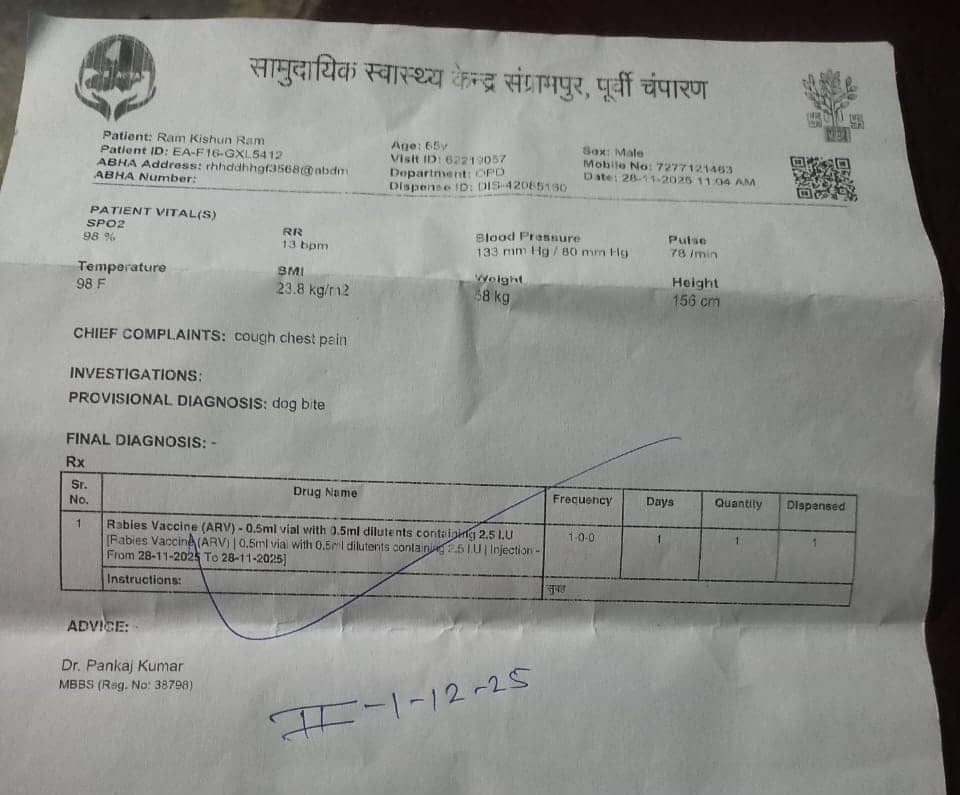 सामुदायिक स्वास्थ्य केन्द्र संग्रामपुर, पूर्वी चंपारण
Patient: Ram Kishun Ram
Patient ID: EA-F16-GXL5412
ABHA Address: rhhddhhgf3568@abdm
ABHA Number:
Age: 65y
Visit ID: 62219057
Department: OPD
Dispense ID: DIS-42065160
Sex: Male
Mobile No: 7277121463
Date: 28-11-2025 11:04 AM
PATIENT VITAL(S)
SPO2
98 %
RR
13 bpm
Blood Pressure
133 mm Hg / 80 mm Hg
Pulse
78 /min
Temperature
98 F
BMI
23.8 kg/m2
Weight
58 kg
Height
156 cm
CHIEF COMPLAINTS: cough chest pain
INVESTIGATIONS:
PROVISIONAL DIAGNOSIS: dog bite
FINAL DIAGNOSIS: -
Rx
Sr. No. Drug Name Frequency Days Quantity Dispensed
1 Rabies Vaccine (ARV) - 0.5ml vial with 0.5ml dilutents containing 2.5 I.U 1-0-0 1 1 1
[Rabies Vaccine (ARV) | 0.5ml vial with 0.5ml dilutents containing 2.5 I.U | Injection -
From 28-11-2025 To 28-11-2025]
Instructions: सुबह
ADVICE: -
Dr. Pankaj Kumar
MBBS (Reg. No: 38798)
II-1-12-25